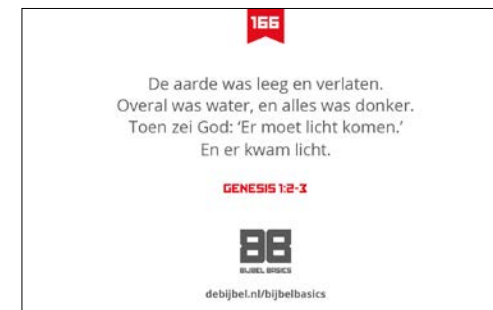 166
De aarde was leeg en verlaten.
Overal was water, en alles was donker.
Toen zei God: ‘Er moet licht komen.’
En er kwam licht.
GENESIS 1:2-3
BB
BIJBEL BASICS
debijbel.nl/bijbelbasics